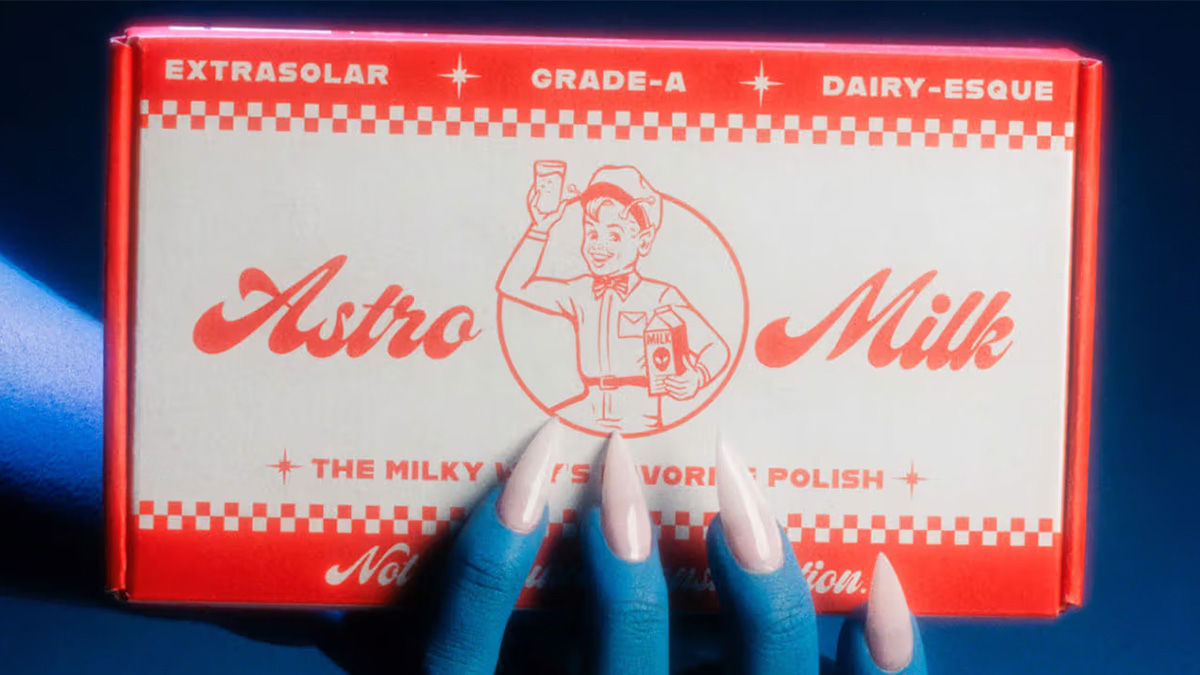 EXTRASOLAR GRADE-A DAIRY-ESQUE
Astro Milk
MILK
THE MILKY POLISH
Not